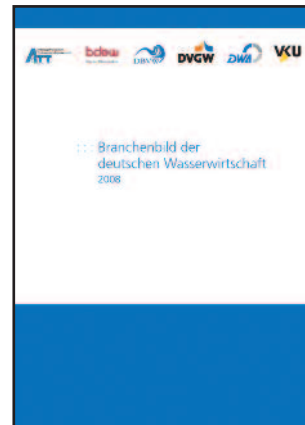 ATT bdew DBVW DVGW DWA VKU
Branchenbild der
deutschen Wasserwirtschaft
2008